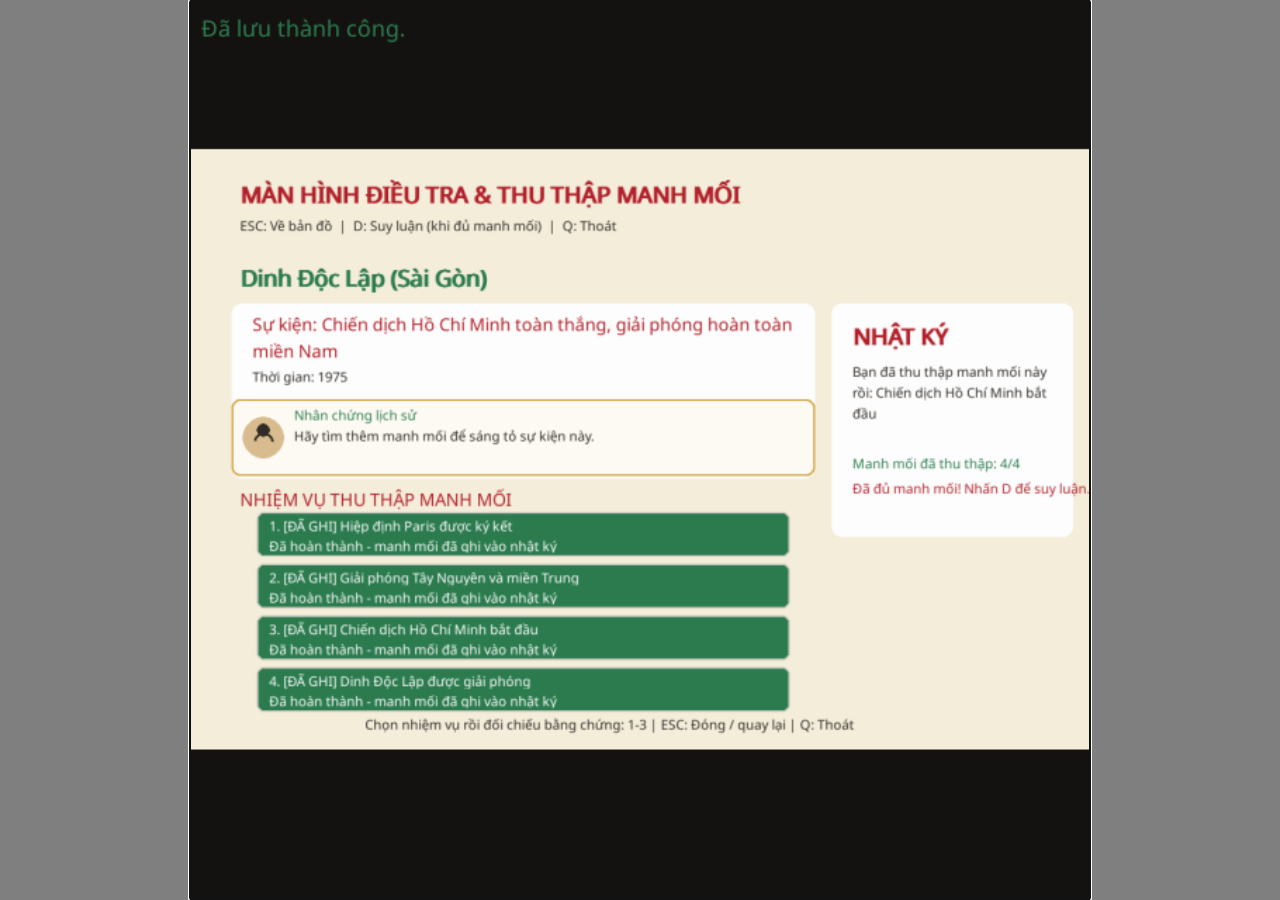 Đã lưu thành công.
MÀN HÌNH ĐIỀU TRA & THU THẬP MANH MỐI
ESC: Về bản đồ | D: Suy luận (khi đủ manh mối) | Q: Thoát
Dinh Độc Lập (Sài Gòn)
Sự kiện: Chiến dịch Hồ Chí Minh toàn thắng, giải phóng hoàn toàn
miền Nam
Thời gian: 1975
Nhân chứng lịch sử
Hãy tìm thêm manh mối để sáng tỏ sự kiện này.
NHIỆM VỤ THU THẬP MANH MỐI
1. [ĐÃ GHI] Hiệp định Paris được ký kết
Đã hoàn thành - manh mối đã ghi vào nhật ký
2. [ĐÃ GHI] Giải phóng Tây Nguyên và miền Trung
Đã hoàn thành - manh mối đã ghi vào nhật ký
3. [ĐÃ GHI] Chiến dịch Hồ Chí Minh bắt đầu
Đã hoàn thành - manh mối đã ghi vào nhật ký
4. [ĐÃ GHI] Dinh Độc Lập được giải phóng
Đã hoàn thành - manh mối đã ghi vào nhật ký
Chọn nhiệm vụ rồi đối chiếu bằng chứng: 1-3 | ESC: Đóng / quay lại | Q: Thoát
NHẬT KÝ
Bạn đã thu thập manh mối này
rồi: Chiến dịch Hồ Chí Minh bắt
đầu
Manh mối đã thu thập: 4/4
Đã đủ manh mối! Nhấn D để suy luận.